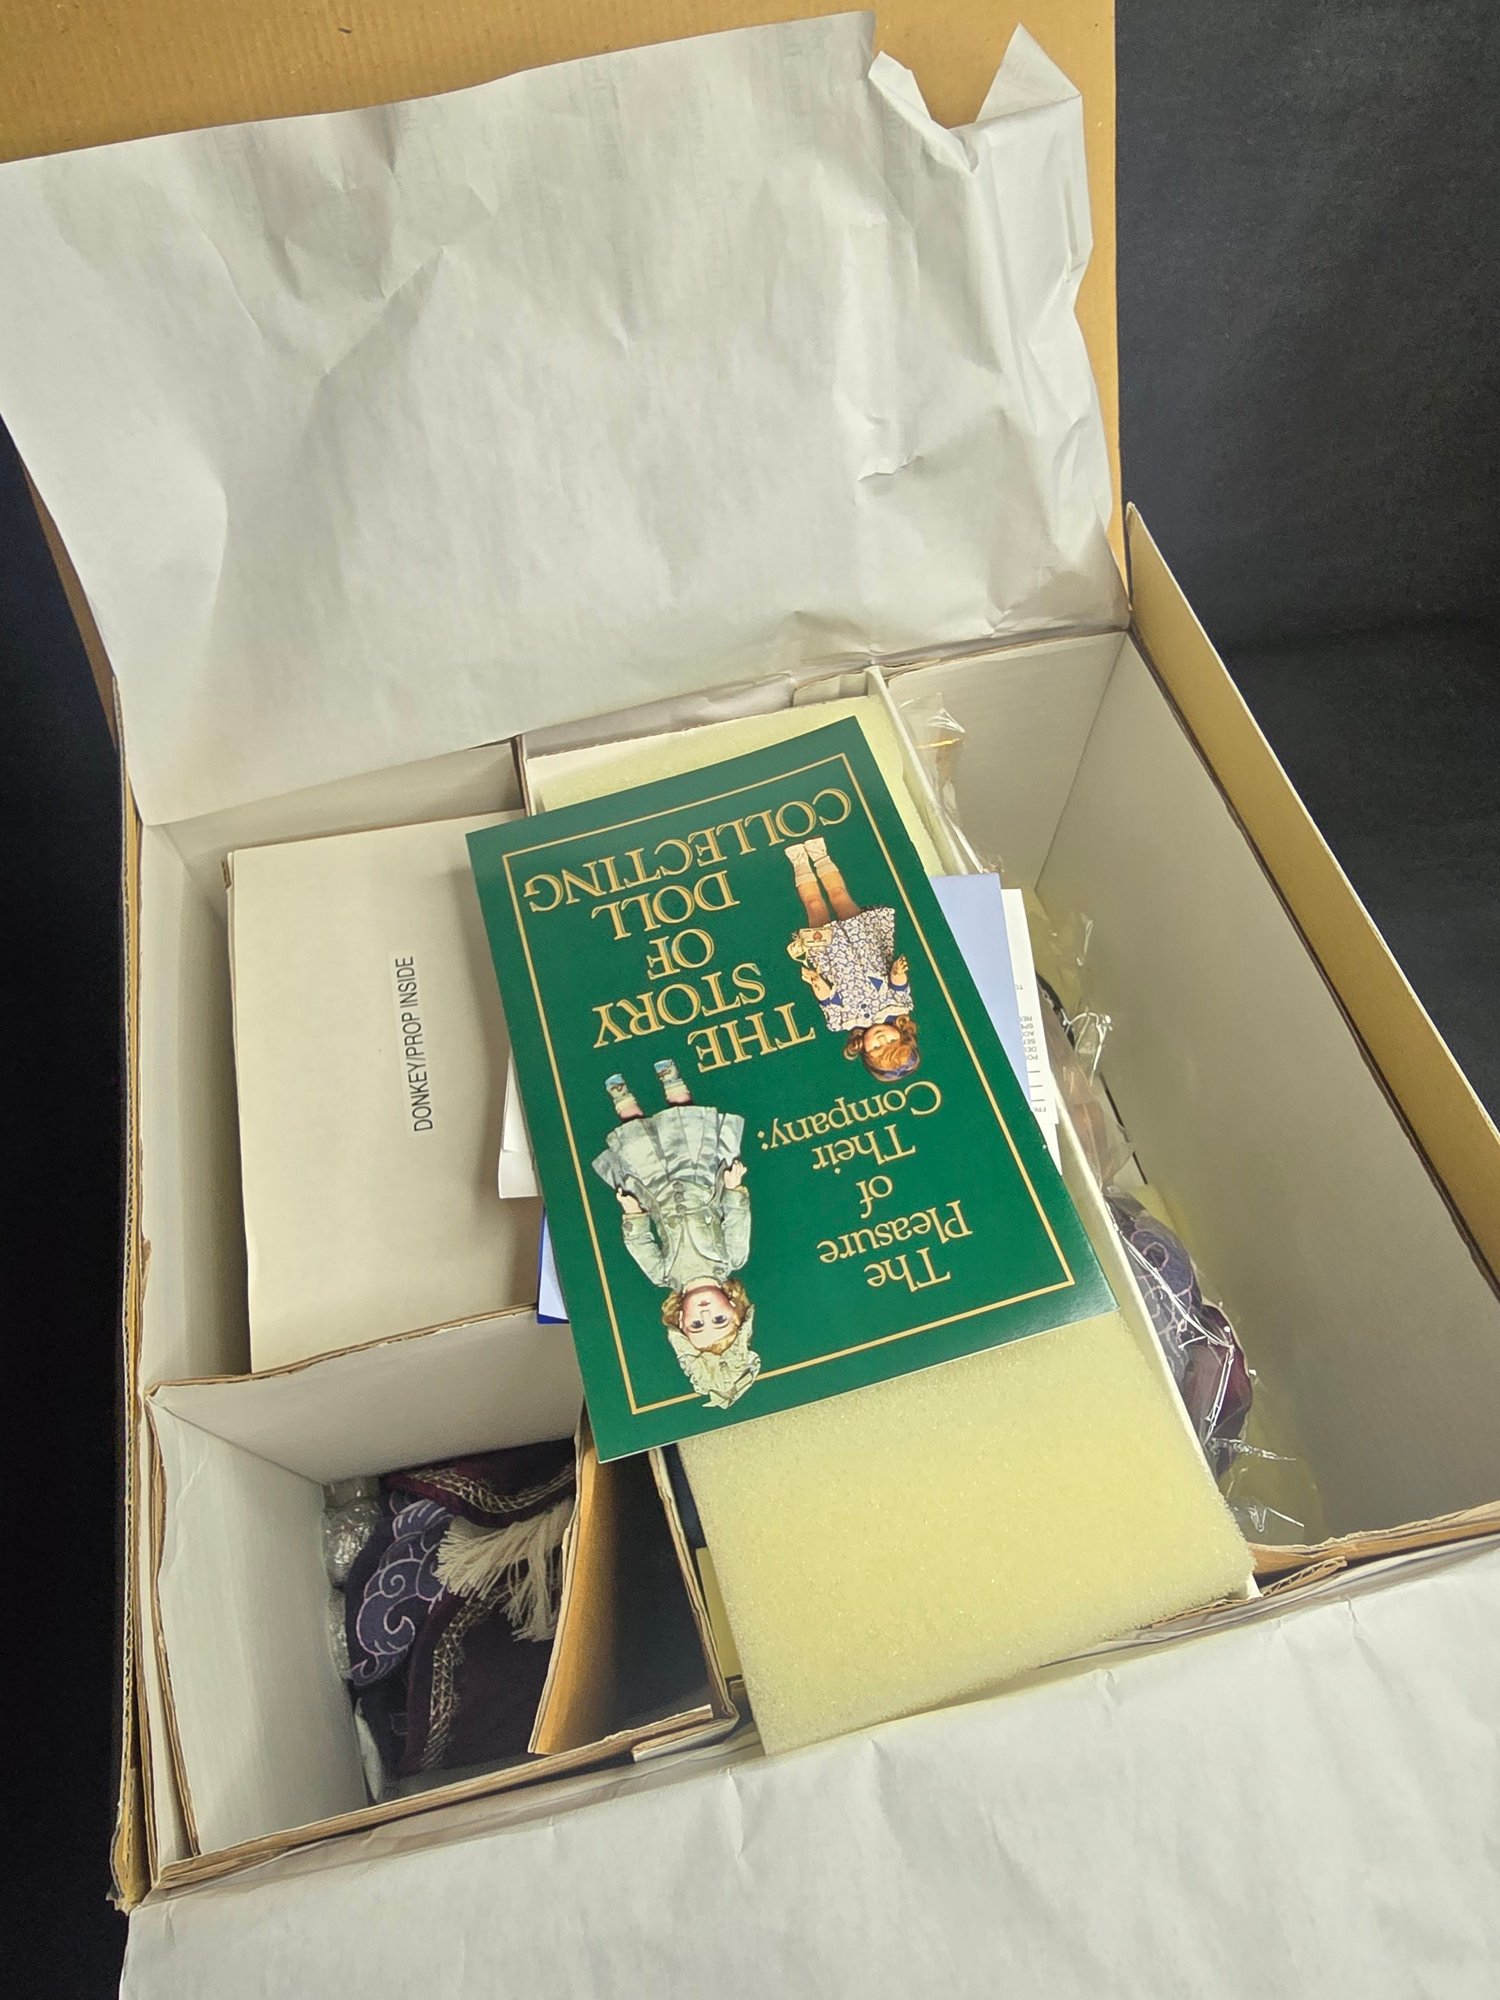 The
Pleasure
of
Their
Company:
THE
STORY
OF
DOLL
COLLECTING
DONKEY/PROP INSIDE